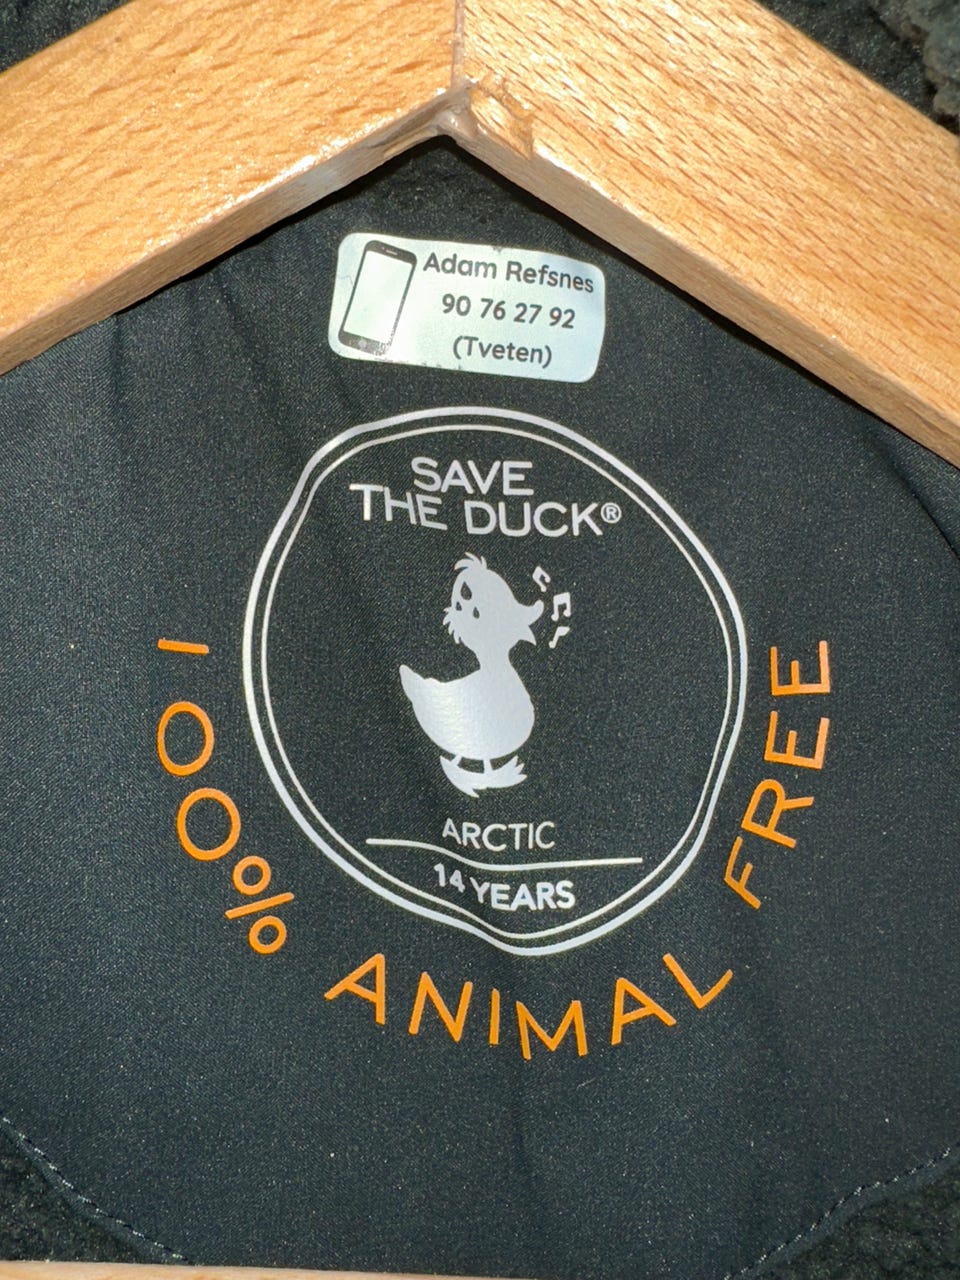 Adam Refsnes
90 76 27 92
(Tveten)
SAVE
THE DUCK®
ARCTIC
14 YEARS
100% ANIMAL FREE